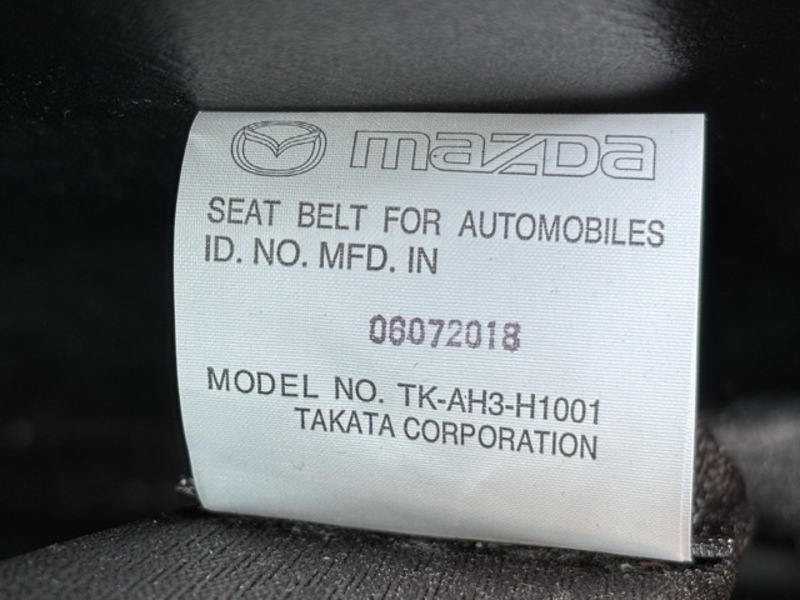 mazda
SEAT BELT FOR AUTOMOBILES
ID. NO. MFD. IN
06072018
MODEL NO. TK-AH3-H1001
TAKATA CORPORATION